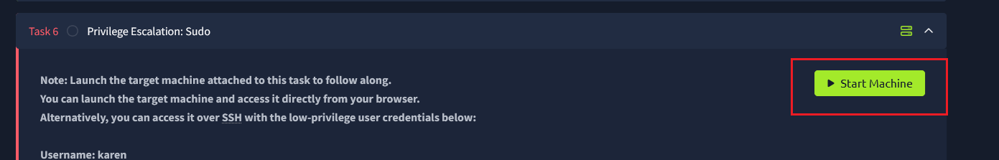 Task 6 Privilege Escalation: Sudo
Note: Launch the target machine attached to this task to follow along.
Start Machine
You can launch the target machine and access it directly from your browser.
Alternatively, you can access it over SSH with the low-privilege user credentials below:
Username: karen